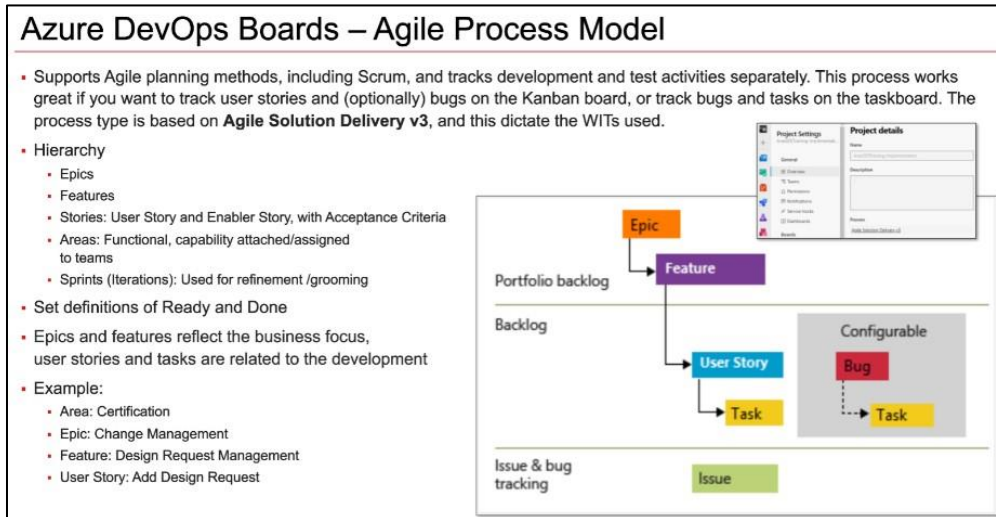 Azure DevOps Boards – Agile Process Model
Supports Agile planning methods, including Scrum, and tracks development and test activities separately. This process works
great if you want to track user stories and (optionally) bugs on the Kanban board, or track bugs and tasks on the taskboard. The
process type is based on Agile Solution Delivery v3, and this dictate the WITs used.
Hierarchy
Epics
Features
Stories: User Story and Enabler Story, with Acceptance Criteria
Areas: Functional, capability attached/assigned
to teams
Sprints (Iterations): Used for refinement /grooming
Set definitions of Ready and Done
Epics and features reflect the business focus,
user stories and tasks are related to the development
Example:
Area: Certification
Epic: Change Management
Feature: Design Request Management
User Story: Add Design Request
Project Settings
General
Overview
Teams
Permissions
Notifications
Service hooks
Dashboards
Boards
Project details
Name
Description
Process
Agile Solution Delivery v3
Epic
Feature
Portfolio backlog
Backlog
Configurable
User Story
Bug
Task
Task
Issue & bug
tracking
Issue